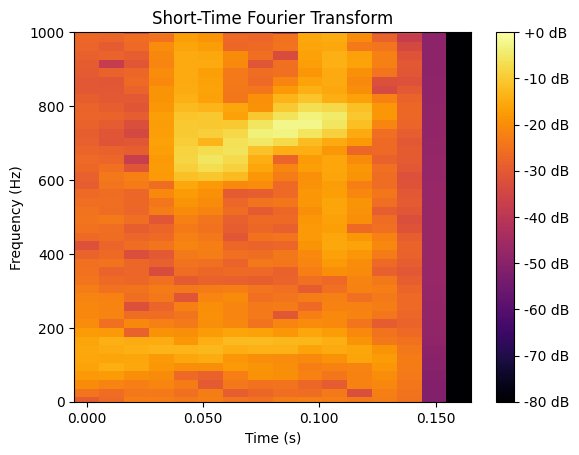 Short-Time Fourier Transform
1000
800
600
400
200
0
Frequency (Hz)
0.000
0.050
0.100
0.150
Time (s)
+0 dB
-10 dB
-20 dB
-30 dB
-40 dB
-50 dB
-60 dB
-70 dB
-80 dB